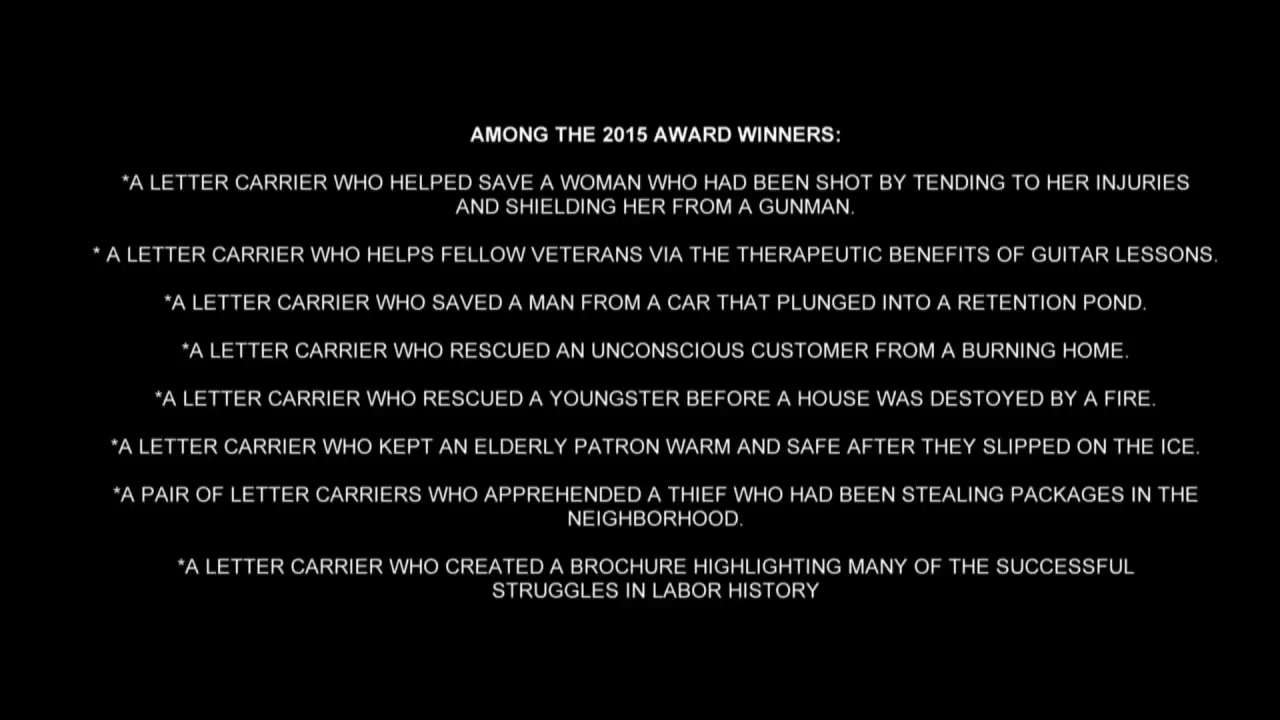 AMONG THE 2015 AWARD WINNERS:
*A LETTER CARRIER WHO HELPED SAVE A WOMAN WHO HAD BEEN SHOT BY TENDING TO HER INJURIES
AND SHIELDING HER FROM A GUNMAN.
* A LETTER CARRIER WHO HELPS FELLOW VETERANS VIA THE THERAPEUTIC BENEFITS OF GUITAR LESSONS.
*A LETTER CARRIER WHO SAVED A MAN FROM A CAR THAT PLUNGED INTO A RETENTION POND.
*A LETTER CARRIER WHO RESCUED AN UNCONSCIOUS CUSTOMER FROM A BURNING HOME.
*A LETTER CARRIER WHO RESCUED A YOUNGSTER BEFORE A HOUSE WAS DESTOYED BY A FIRE.
*A LETTER CARRIER WHO KEPT AN ELDERLY PATRON WARM AND SAFE AFTER THEY SLIPPED ON THE ICE.
*A PAIR OF LETTER CARRIERS WHO APPREHENDED A THIEF WHO HAD BEEN STEALING PACKAGES IN THE
NEIGHBORHOOD.
*A LETTER CARRIER WHO CREATED A BROCHURE HIGHLIGHTING MANY OF THE SUCCESSFUL
STRUGGLES IN LABOR HISTORY